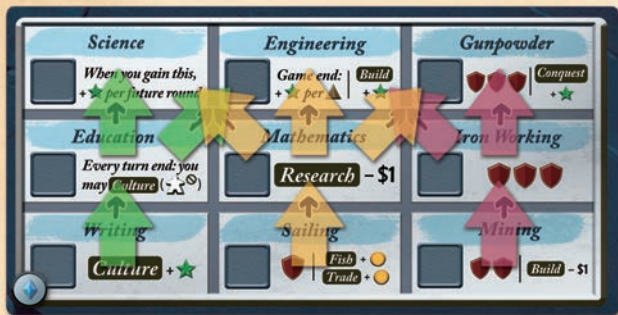 Science
Engineering
Gunpowder
When you gain this,
+ per future round
Game end:
+ per
Build
+
Conquest
+
Education
Mathematics
Iron Working
Every turn end: you
may Culture ( )
Research – $1
Writing
Sailing
Mining
Culture +
Fish +
Trade +
Build – $1